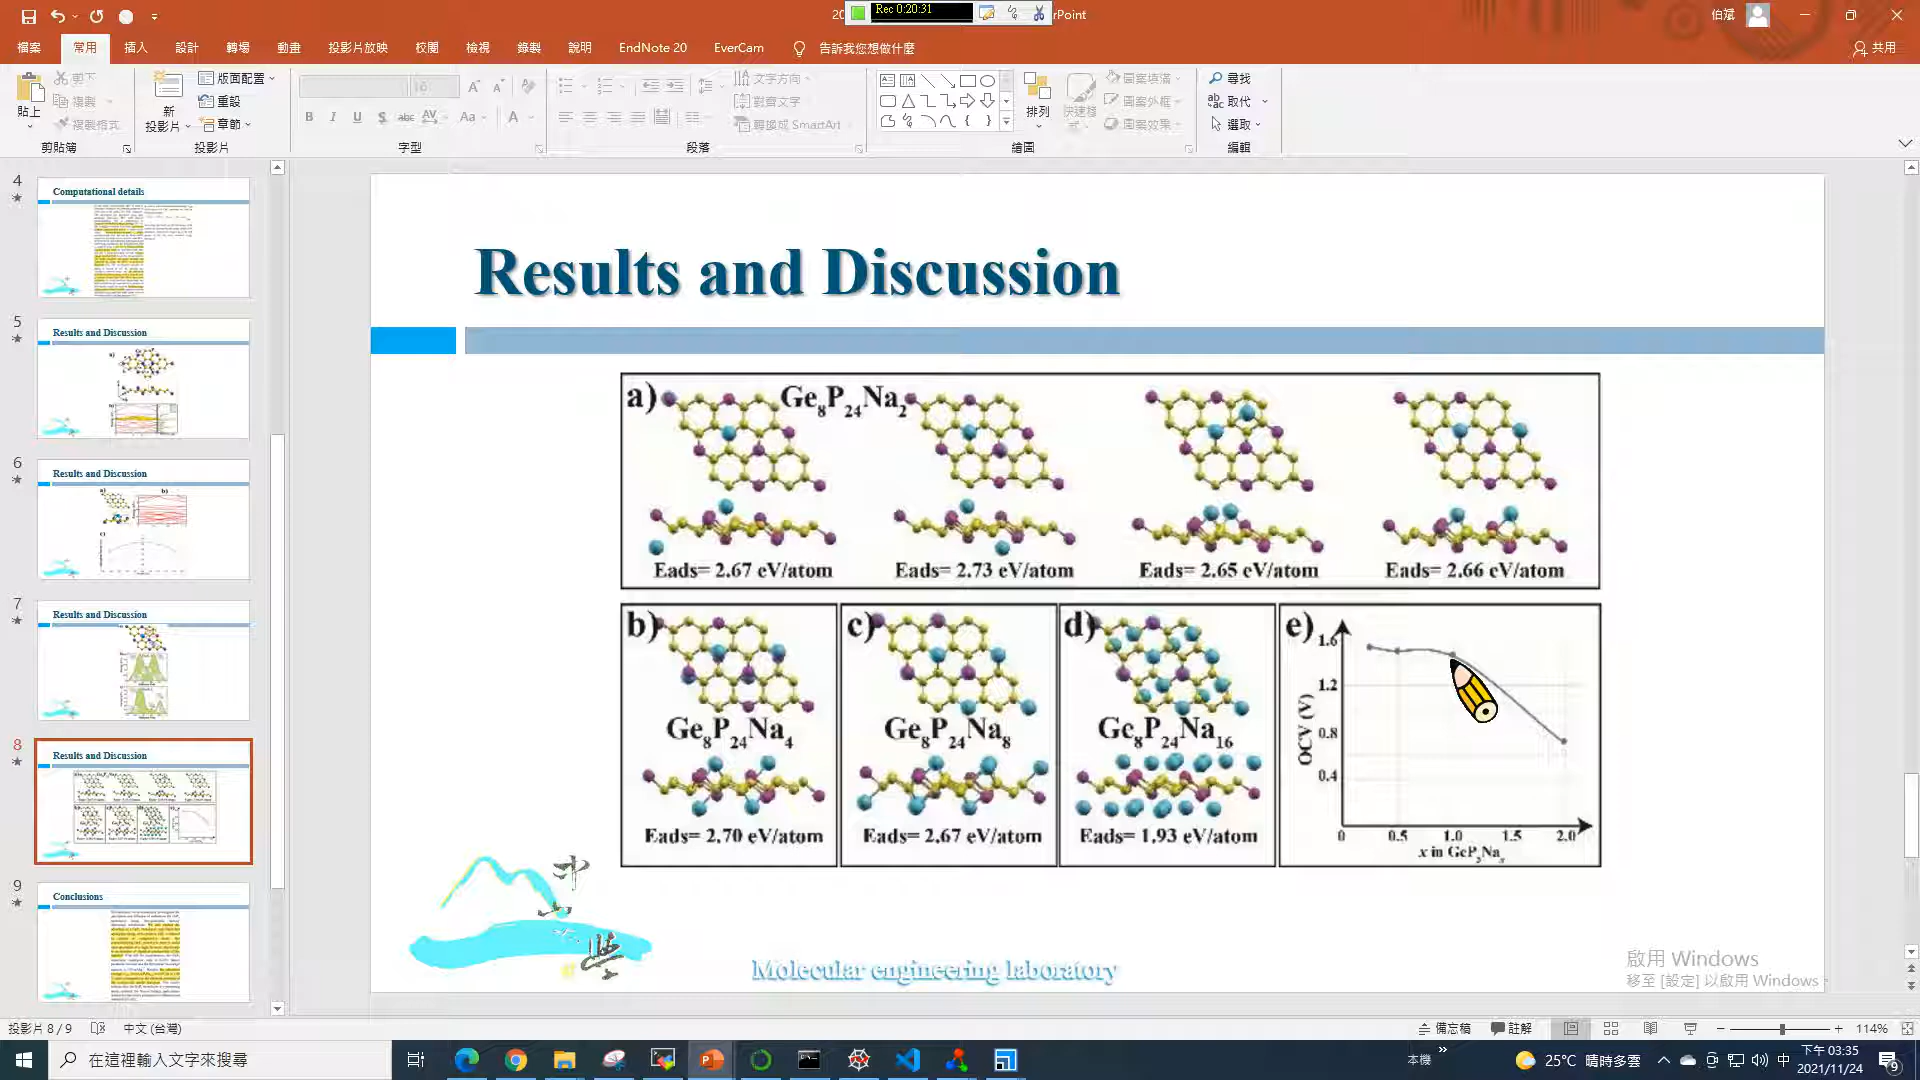 Rec 0:20:31
20
rPoint
伯斌
檔案 常用 插入 設計 轉場 動畫 投影片放映 校閱 檢視 錄製 說明 EndNote 20 EverCam 告訴我您想做什麼
共用
剪下
複製
複製格式
貼上
剪貼簿
新
投影片
版面配置
重設
章節
投影片
B I U S abc AV Aa A
字型
文字方向
對齊文字
轉換成 SmartArt
段落
排列
快速樣
式
圖案填滿
圖案外框
圖案效果
繪圖
尋找
取代
選取
編輯
4
Computational details
5
Results and Discussion
6
Results and Discussion
7
Results and Discussion
8
Results and Discussion
9
Conclusions
Results and Discussion
a)
Ge8P24Na2
Eads= 2.67 eV/atom
Eads= 2.73 eV/atom
Eads= 2.65 eV/atom
Eads= 2.66 eV/atom
b)
Ge8P24Na4
Eads= 2.70 eV/atom
c)
Ge8P24Na8
Eads= 2.67 eV/atom
d)
Ge8P24Na16
Eads= 1.93 eV/atom
e)
OCV (V)
1.6
1.2
0.8
0.4
0 0.5 1.0 1.5 2.0
x in GeP3Nax
中
興
Molecular engineering laboratory
啟用 Windows
移至 [設定] 以啟用 Windows。
投影片 8 / 9 中文 (台灣)
備忘稿 註解 114%
在這裡輸入文字來搜尋
本機
25°C 晴時多雲
中
下午 03:35
2021/11/24
9